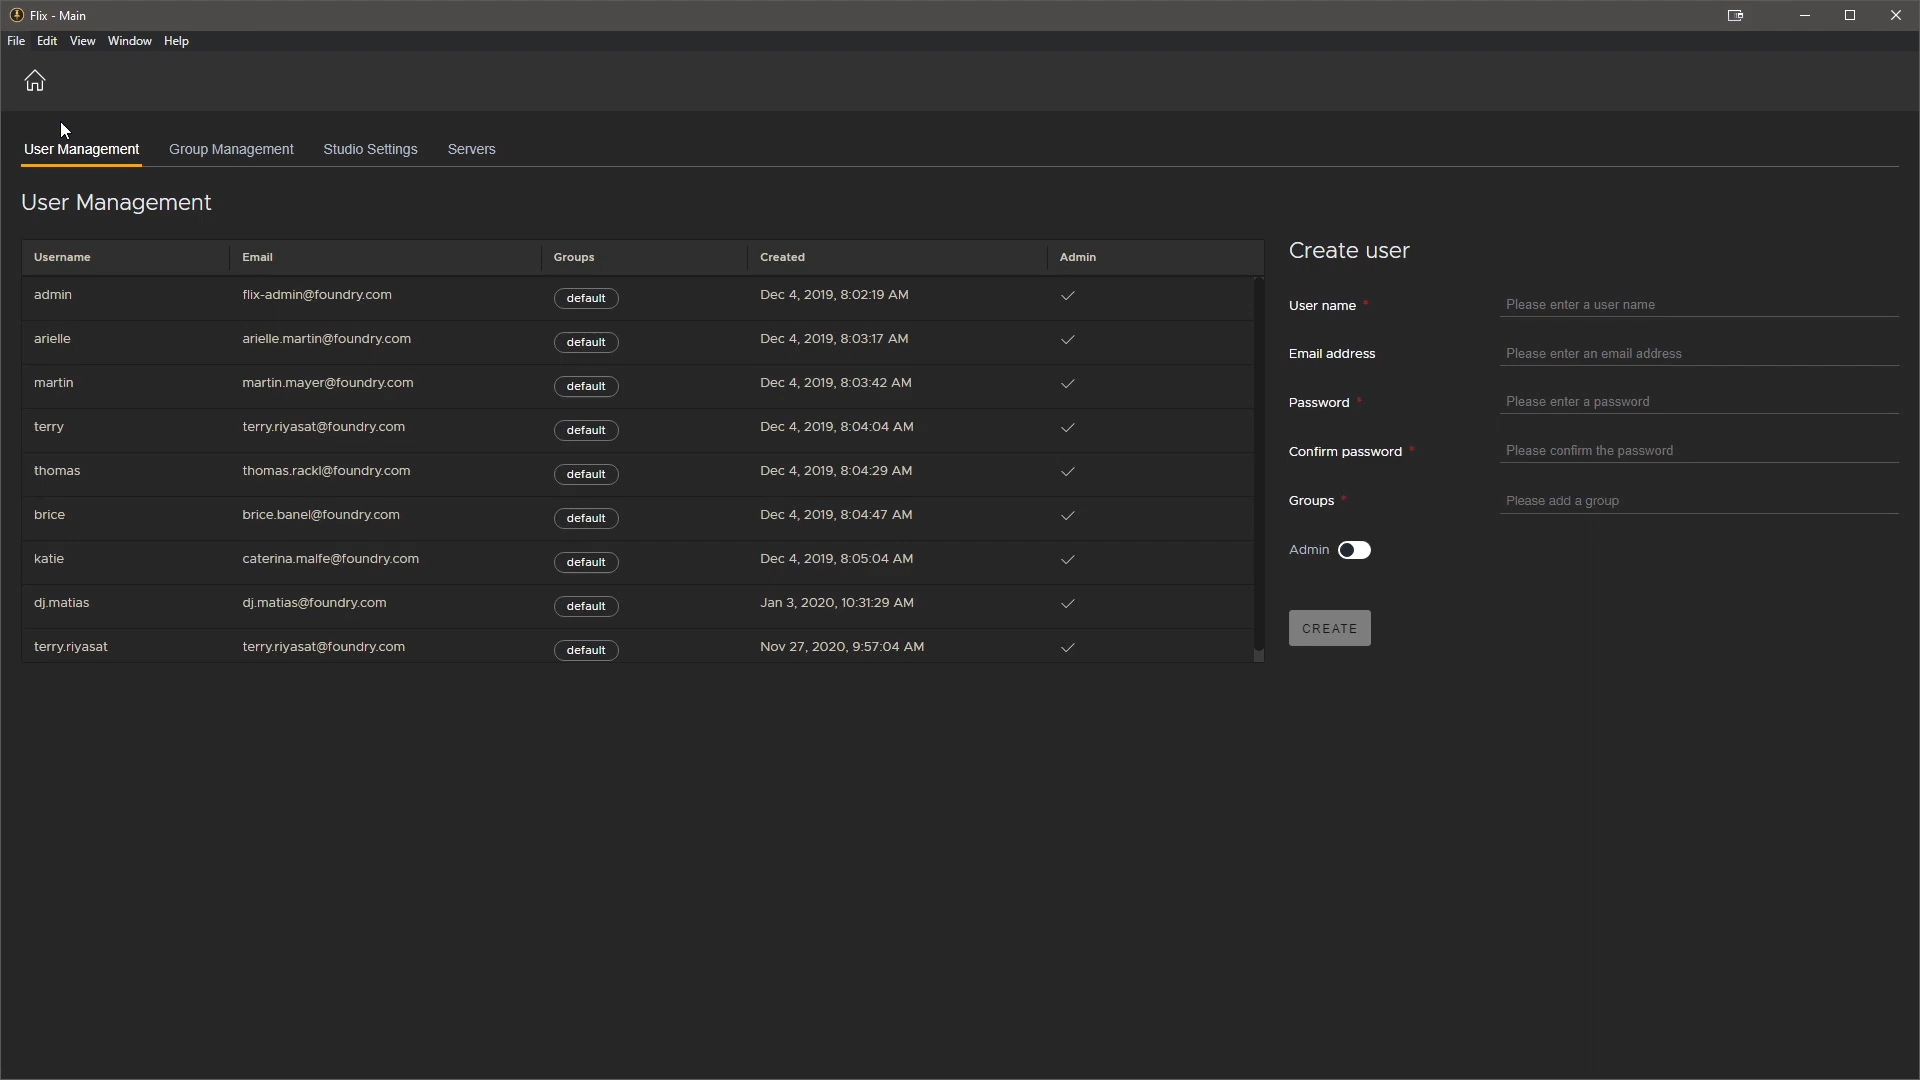 Flix - Main
File Edit View Window Help
User Management Group Management Studio Settings Servers
User Management
Username Email Groups Created Admin
admin flix-admin@foundry.com default Dec 4, 2019, 8:02:19 AM
arielle arielle.martin@foundry.com default Dec 4, 2019, 8:03:17 AM
martin martin.mayer@foundry.com default Dec 4, 2019, 8:03:42 AM
terry terry.riyasat@foundry.com default Dec 4, 2019, 8:04:04 AM
thomas thomas.rackl@foundry.com default Dec 4, 2019, 8:04:29 AM
brice brice.banel@foundry.com default Dec 4, 2019, 8:04:47 AM
katie caterina.malfe@foundry.com default Dec 4, 2019, 8:05:04 AM
dj.matias dj.matias@foundry.com default Jan 3, 2020, 10:31:29 AM
terry.riyasat terry.riyasat@foundry.com default Nov 27, 2020, 9:57:04 AM
Create user
User name * Please enter a user name
Email address Please enter an email address
Password * Please enter a password
Confirm password * Please confirm the password
Groups * Please add a group
Admin
CREATE